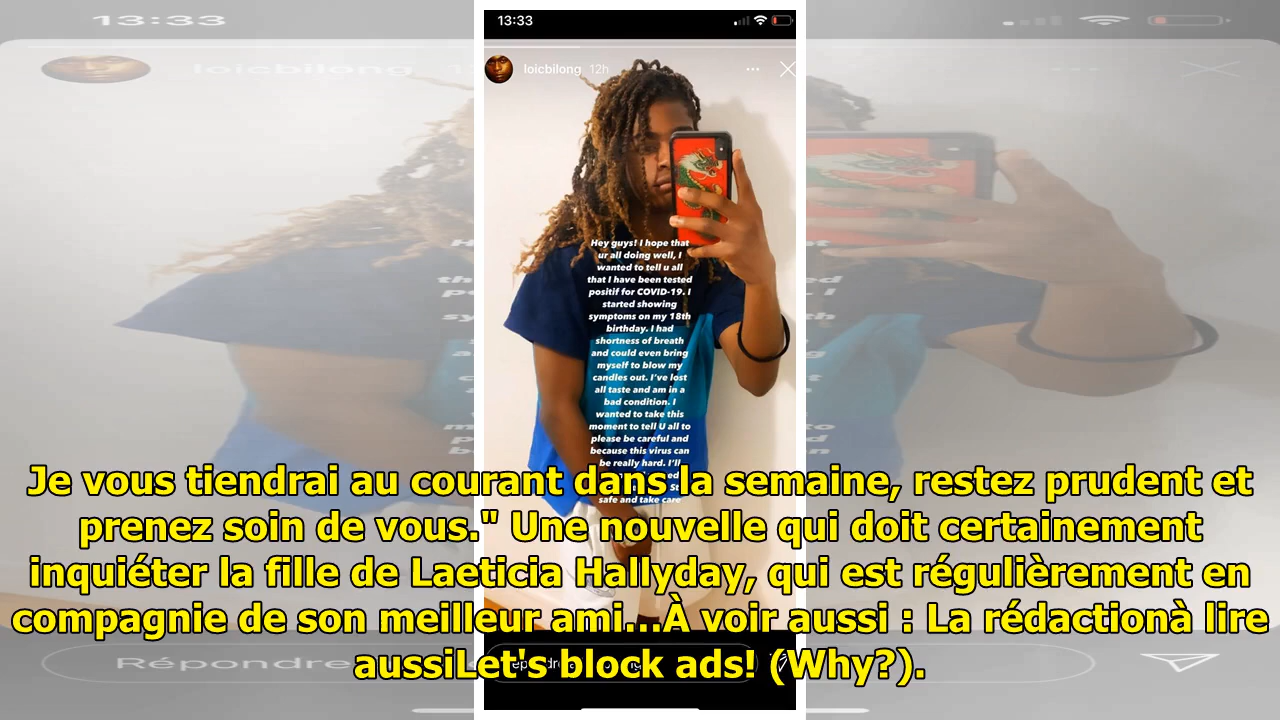 13:33
13:33
loicbilong 12h
loicbilong
Hey guys! I hope that
ur all doing well, I
wanted to tell u all
that I have been tested
positif for COVID-19. I
started showing
symptoms on my 18th
birthday. I had
shortness of breath
and could even bring
myself to blow my
candles out. I've lost
all taste and am in a
bad condition. I
wanted to take this
moment to tell U all to
please be careful and
because this virus can
be really hard. I'll
safe and take care
Je vous tiendrai au courant dans la semaine, restez prudent et
prenez soin de vous." Une nouvelle qui doit certainement
inquiéter la fille de Laeticia Hallyday, qui est régulièrement en
compagnie de son meilleur ami...À voir aussi : La rédactionà lire
aussiLet's block ads! (Why?).
Répondre